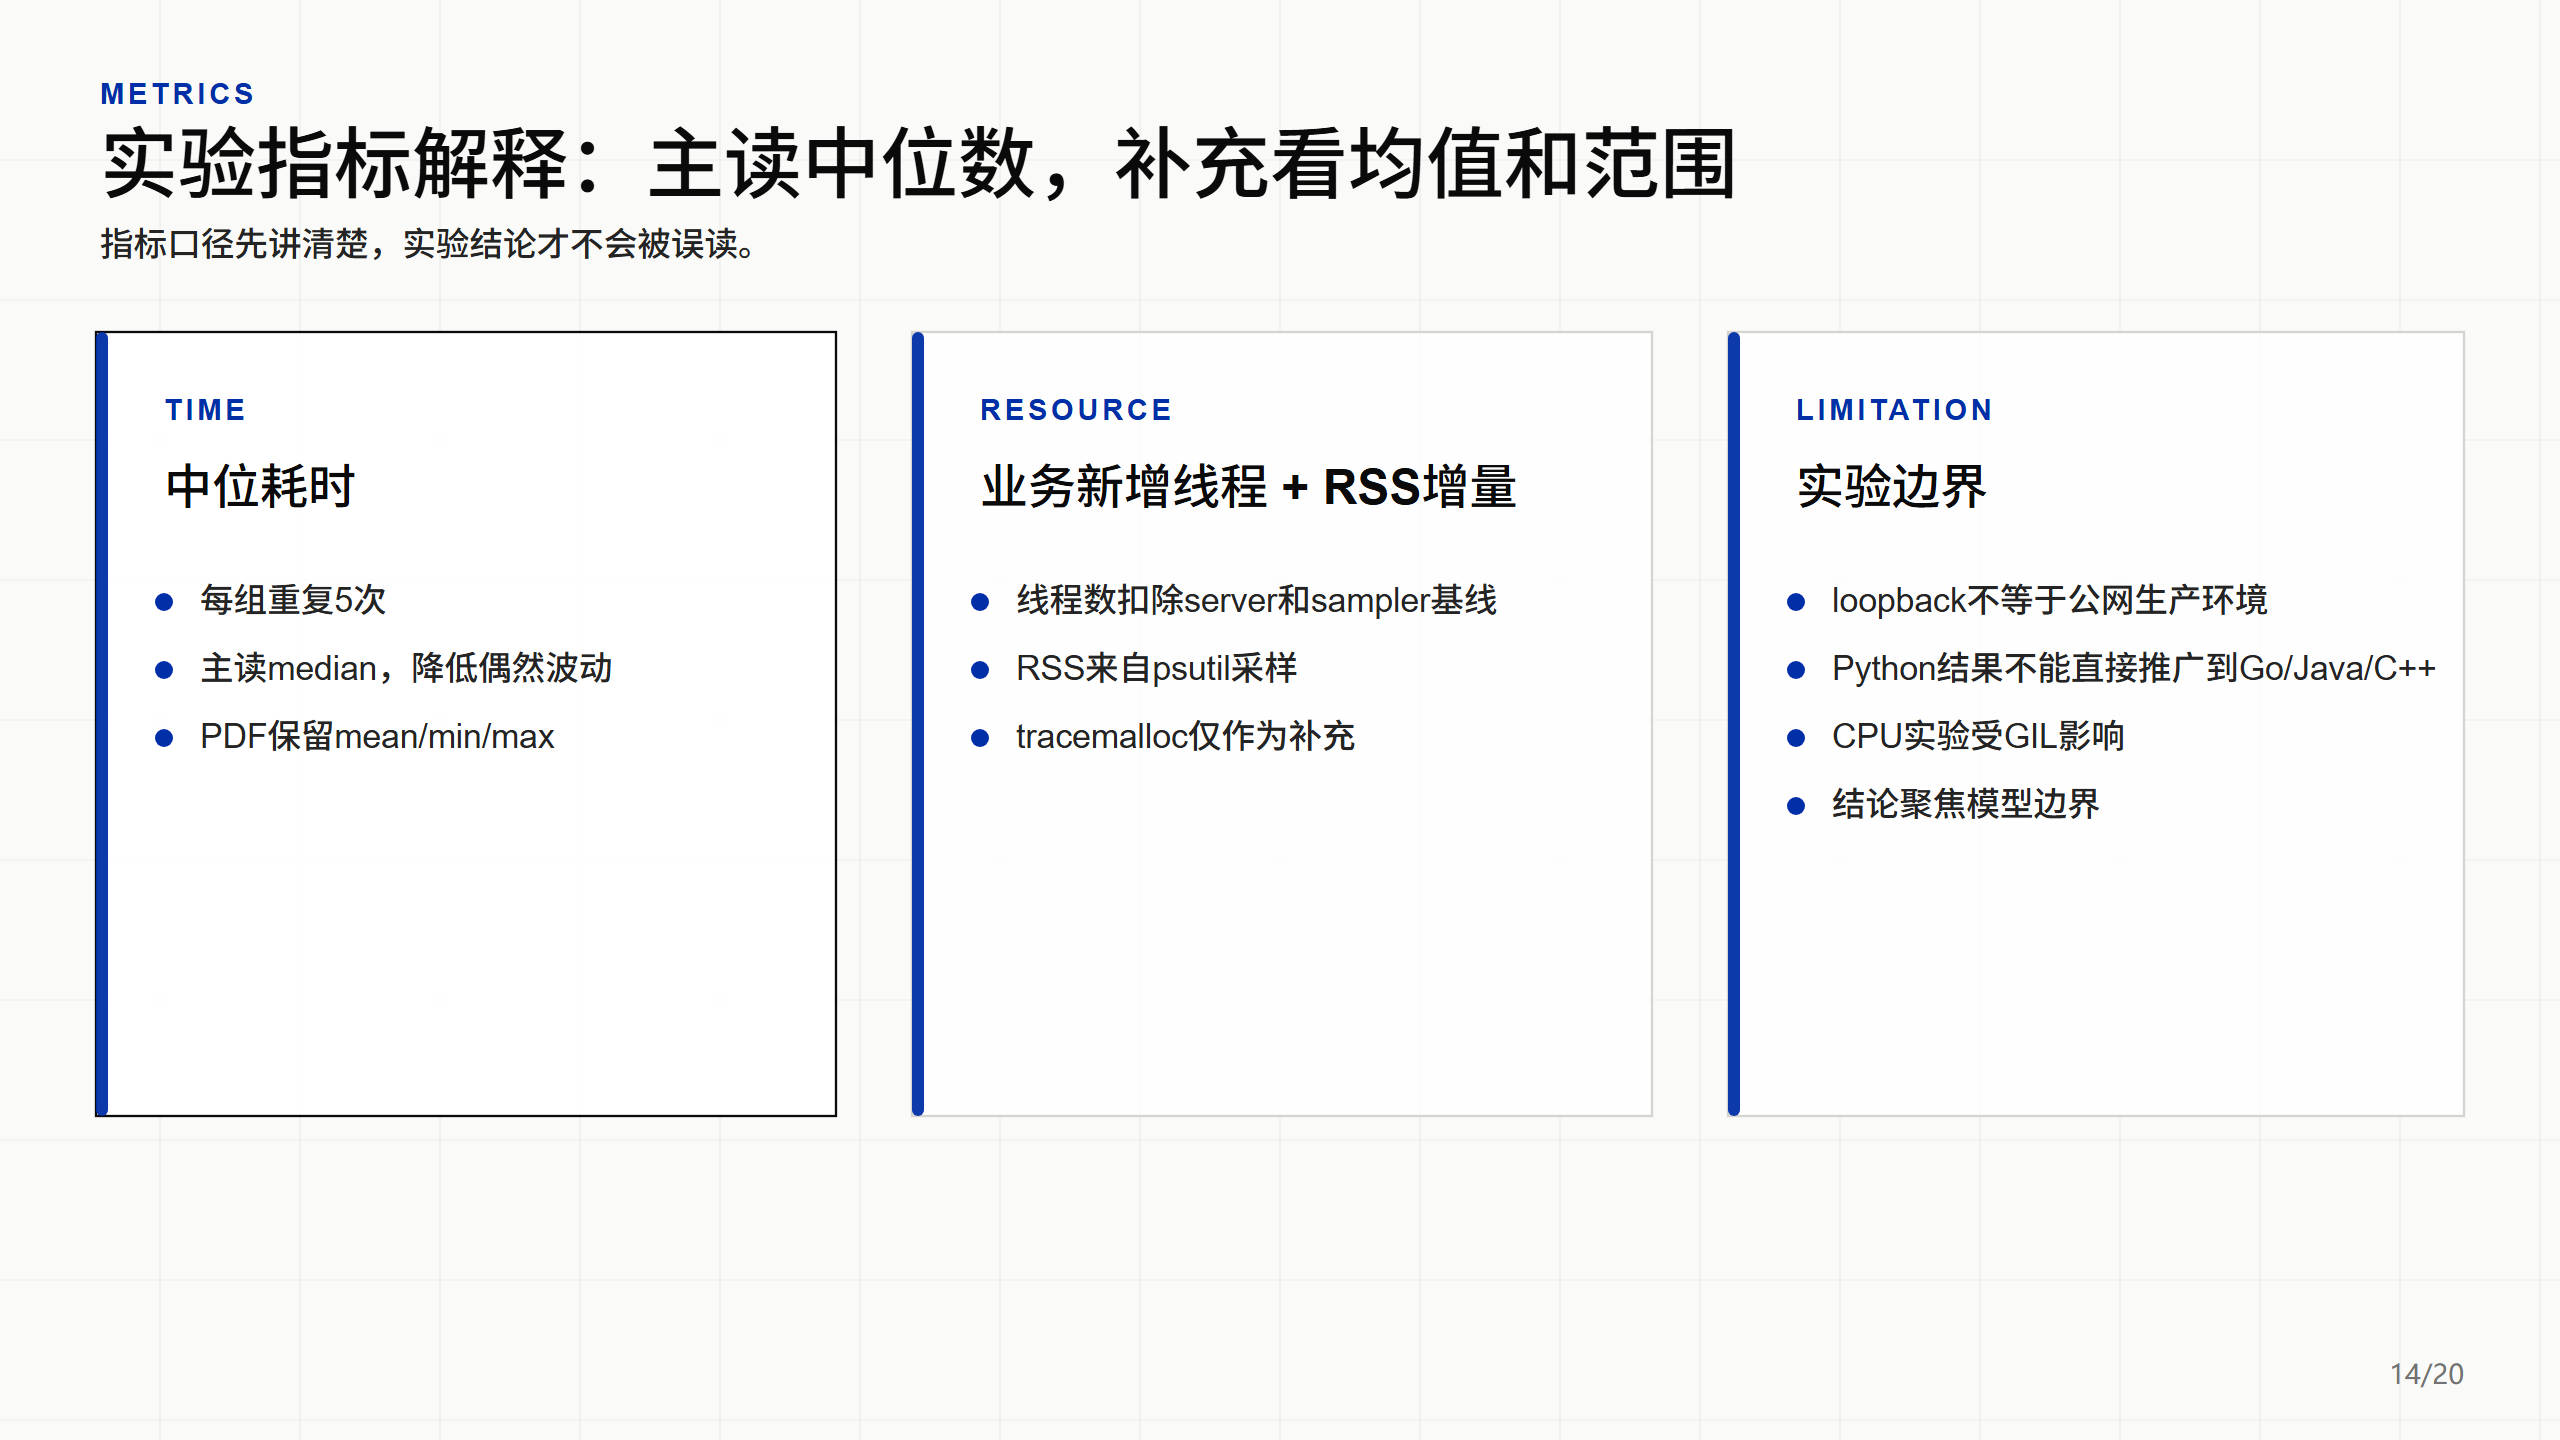 METRICS
实验指标解释：主读中位数，补充看均值和范围
指标口径先讲清楚，实验结论才不会被误读。
TIME
中位耗时
每组重复5次
主读median，降低偶然波动
PDF保留mean/min/max
RESOURCE
业务新增线程 + RSS增量
线程数扣除server和sampler基线
RSS来自psutil采样
tracemalloc仅作为补充
LIMITATION
实验边界
loopback不等于公网生产环境
Python结果不能直接推广到Go/Java/C++
CPU实验受GIL影响
结论聚焦模型边界
14/20